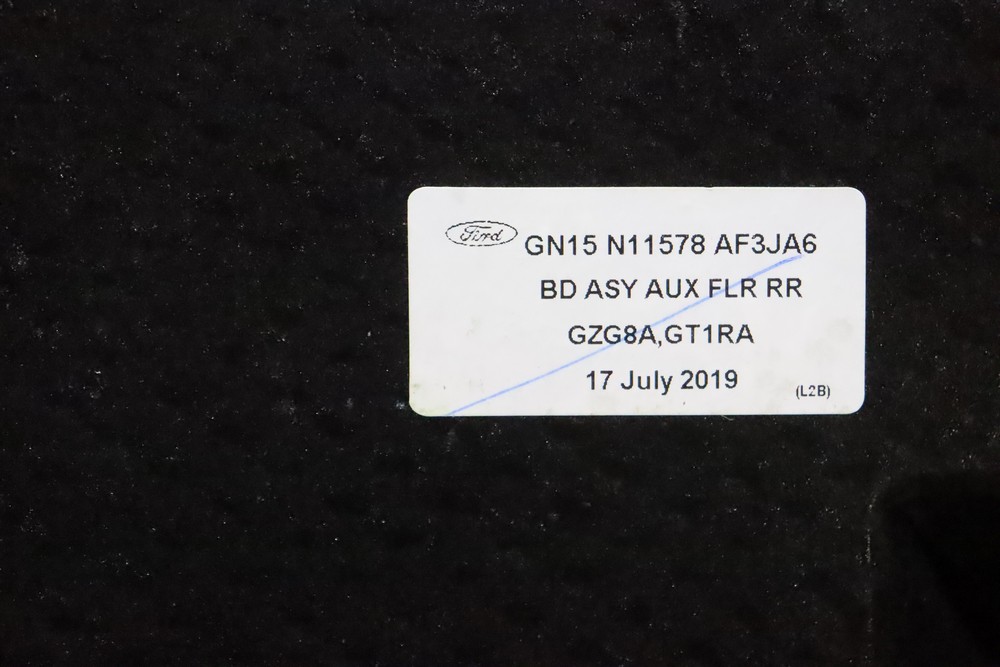 Ford GN15 N11578 AF3JA6
BD ASY AUX FLR RR
GZG8A,GT1RA
17 July 2019
(L2B)